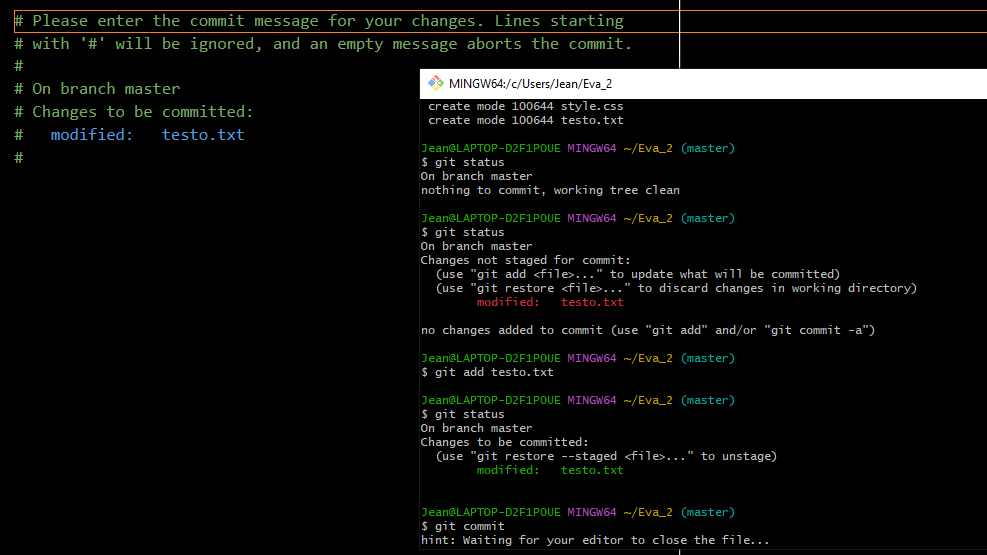 # Please enter the commit message for your changes. Lines starting
# with '#' will be ignored, and an empty message aborts the commit.
#
# On branch master
# Changes to be committed:
#	modified:   testo.txt
#
MINGW64:/c/Users/Jean/Eva_2
 create mode 100644 style.css
 create mode 100644 testo.txt

Jean@LAPTOP-D2F1POUE MINGW64 ~/Eva_2 (master)
$ git status
On branch master
nothing to commit, working tree clean

Jean@LAPTOP-D2F1POUE MINGW64 ~/Eva_2 (master)
$ git status
On branch master
Changes not staged for commit:
  (use "git add <file>..." to update what will be committed)
  (use "git restore <file>..." to discard changes in working directory)
        modified:   testo.txt

no changes added to commit (use "git add" and/or "git commit -a")

Jean@LAPTOP-D2F1POUE MINGW64 ~/Eva_2 (master)
$ git add testo.txt

Jean@LAPTOP-D2F1POUE MINGW64 ~/Eva_2 (master)
$ git status
On branch master
Changes to be committed:
  (use "git restore --staged <file>..." to unstage)
        modified:   testo.txt

Jean@LAPTOP-D2F1POUE MINGW64 ~/Eva_2 (master)
$ git commit
hint: Waiting for your editor to close the file...